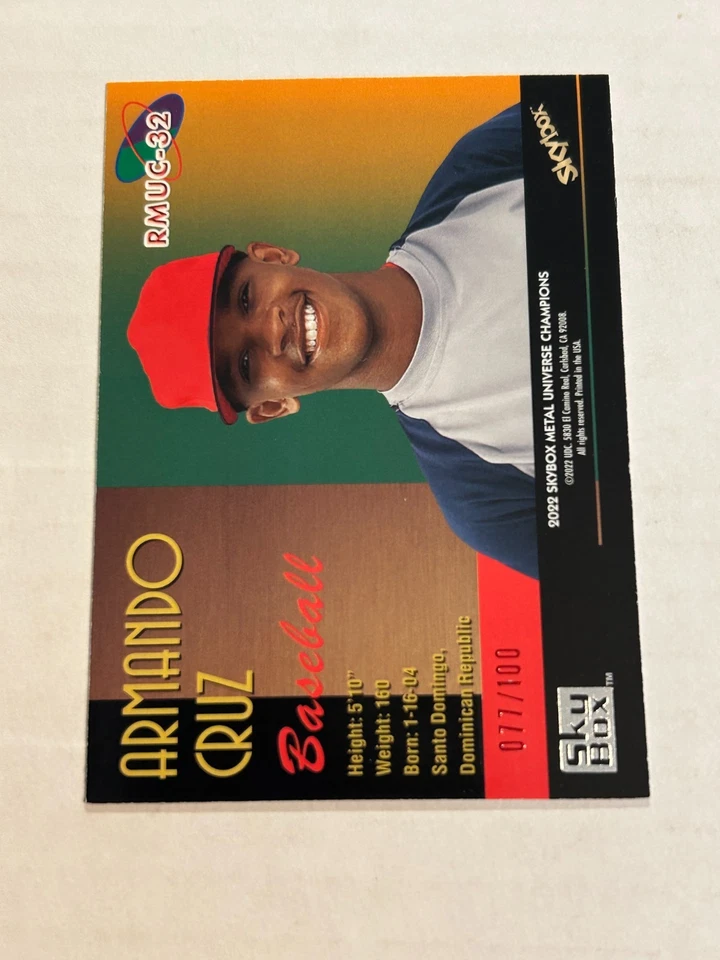 RMUC-32
ARMANDO
CRUZ
Baseball
Height: 5'10"
Weight: 160
Born: 1-16-04
Santo Domingo,
Dominican Republic
077/100
Skybox
2022 SKYBOX METAL UNIVERSE CHAMPIONS
©2022 UDC. 5830 El Camino Real, Carlsbad, CA 92008.
All rights reserved. Printed in the USA.
Sky
BOX™